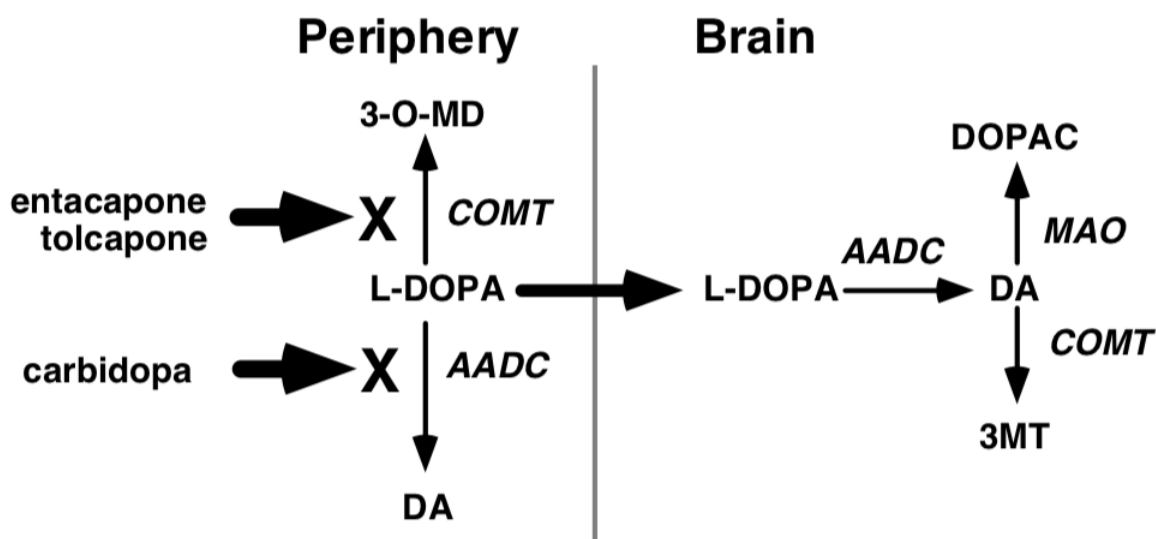 Periphery
Brain
3-O-MD
DOPAC
entacapone
tolcapone
X
COMT
MAO
AADC
L-DOPA
L-DOPA
DA
COMT
carbidopa
X
AADC
3MT
DA